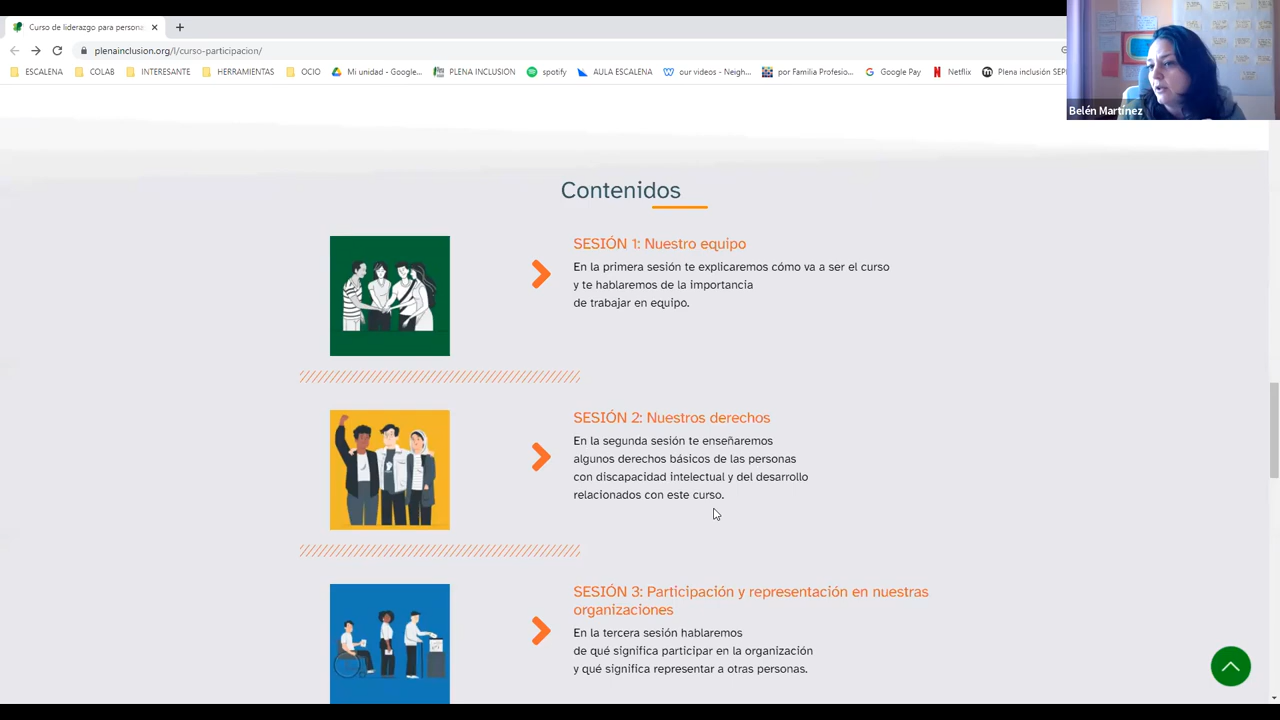 Curso de liderazgo para persona
plenainclusion.org/l/curso-participacion/
ESCALENA
COLAB
INTERESANTE
HERRAMIENTAS
OCIO
Mi unidad - Google...
PLENA INCLUSION
spotify
AULA ESCALENA
our videos - Neigh...
por Familia Profesio...
Google Pay
Netflix
Plena inclusión SEPI
Belén Martínez
Contenidos
SESIÓN 1: Nuestro equipo
En la primera sesión te explicaremos cómo va a ser el curso
y te hablaremos de la importancia
de trabajar en equipo.
SESIÓN 2: Nuestros derechos
En la segunda sesión te enseñaremos
algunos derechos básicos de las personas
con discapacidad intelectual y del desarrollo
relacionados con este curso.
SESIÓN 3: Participación y representación en nuestras
organizaciones
En la tercera sesión hablaremos
de qué significa participar en la organización
y qué significa representar a otras personas.